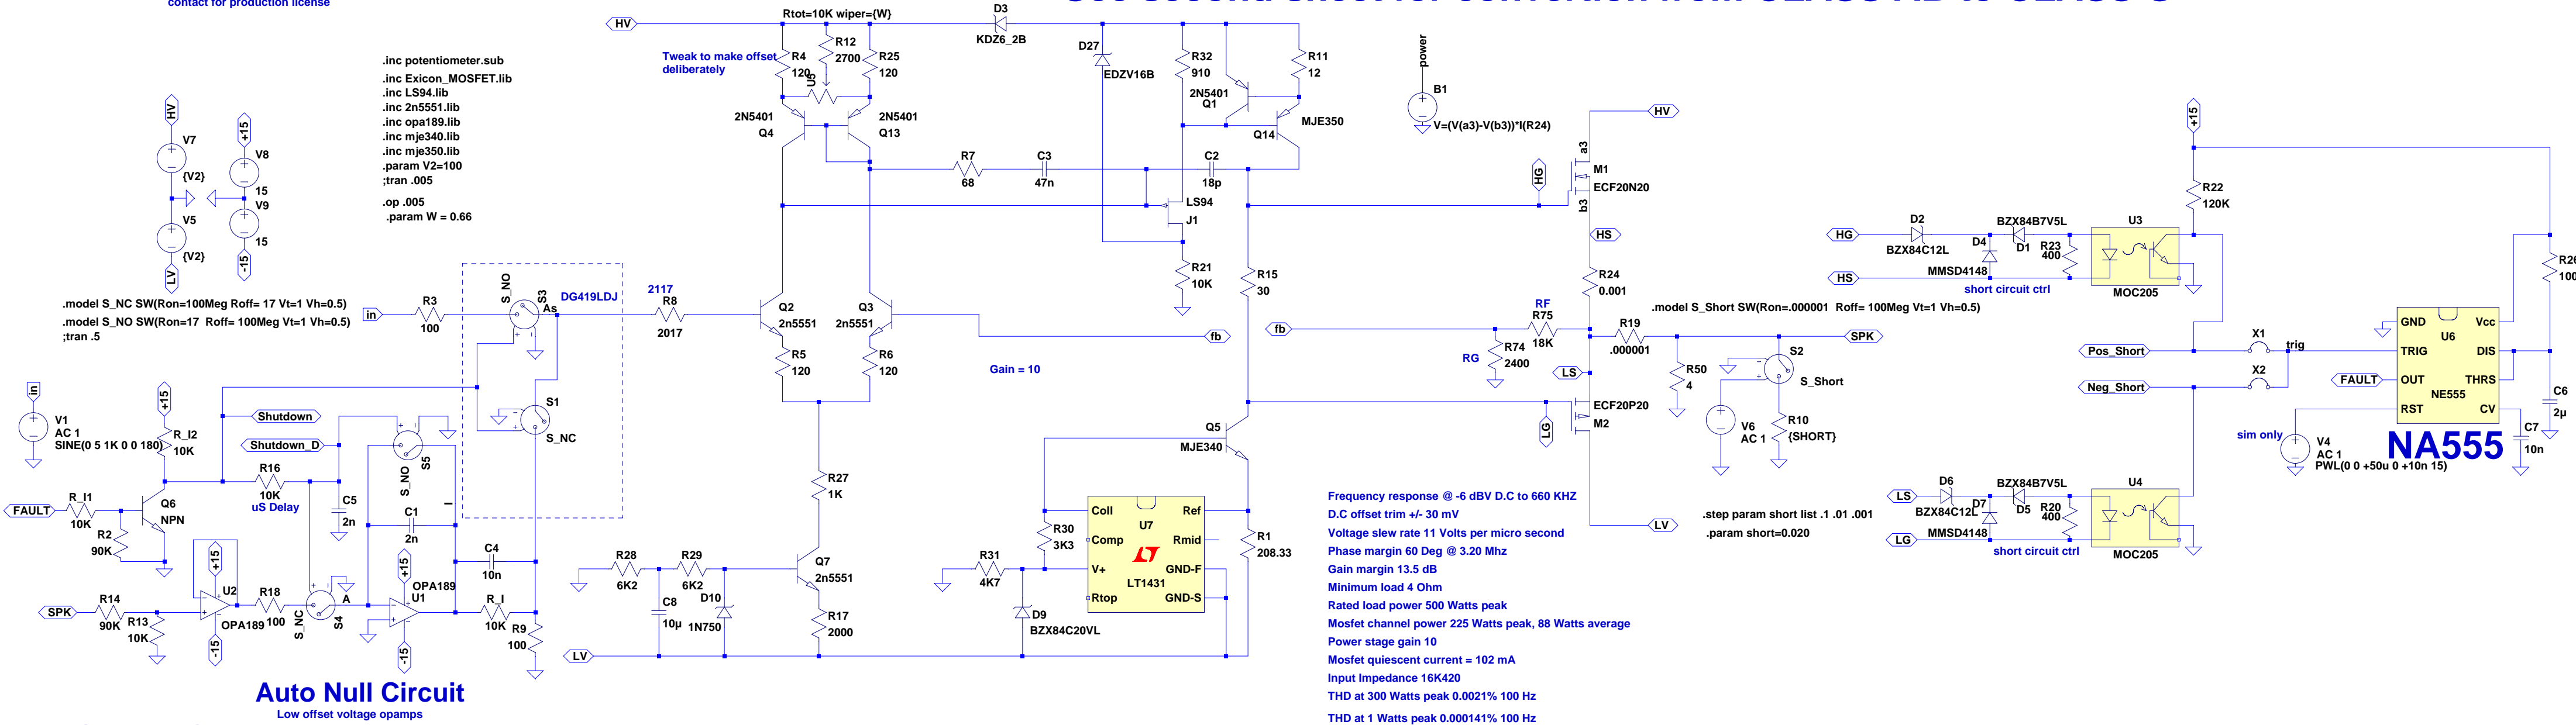 contact for production license
.inc potentiometer.sub
.inc Exicon_MOSFET.lib
.inc LS94.lib
.inc 2n5551.lib
.inc opa189.lib
.inc mje340.lib
.inc mje350.lib
.param V2=100
;tran .005
.op .005
.param W = 0.66
HV
V7
{V2}
V5
{V2}
LV
+15
V8
15
V9
15
-15
.model S_NC SW(Ron=100Meg Roff= 17 Vt=1 Vh=0.5)
.model S_NO SW(Ron=17 Roff= 100Meg Vt=1 Vh=0.5)
;tran .5
in
V1
AC 1
SINE(0 5 1K 0 0 180)
+15
R_I2
10K
Shutdown
Shutdown_D
R16
10K
uS Delay
FAULT
R_I1
10K
R2
90K
Q6
NPN
S_NO
S5
C5
2n
C1
2n
I
C4
10n
SPK
R14
90K
R13
10K
+15
U2
OPA189
-15
R18
100
S_NC
S4
A
+15
OPA189
U1
-15
R_I
10K
R9
100
Auto Null Circuit
Low offset voltage opamps
in
R3
100
S_NO
S3
As
DG419LDJ
S1
S_NC
2117
R8
2017
HV
Rtot=10K wiper={W}
Tweak to make offset
deliberately
R4
120
R12
2700
R25
120
U5
2N5401
Q4
2N5401
Q13
D3
KDZ6_2B
D27
EDZV16B
R32
910
2N5401
Q1
R11
12
MJE350
Q14
R7
68
C3
47n
C2
18p
LS94
J1
R21
10K
R15
30
Q2
2n5551
Q3
2n5551
R5
120
R6
120
fb
Gain = 10
R27
1K
R28
6K2
R29
6K2
C8
10µ
D10
1N750
Q7
2n5551
R17
2000
LV
Q5
MJE340
R30
3K3
R31
4K7
D9
BZX84C20VL
Coll
Ref
U7
Comp
Rmid
V+
GND-F
LT1431
Rtop
GND-S
R1
208.33
power
B1
V=(V(a3)-V(b3))*I(R24)
HV
a3
M1
ECF20N20
b3
HG
HS
R24
0.001
fb
RF
R75
18K
RG
R74
2400
R19
.000001
LS
SPK
R50
4
ECF20P20
M2
LG
LV
.model S_Short SW(Ron=.000001 Roff= 100Meg Vt=1 Vh=0.5)
S2
S_Short
V6
AC 1
R10
{SHORT}
Frequency response @ -6 dBV D.C to 660 KHZ
D.C offset trim +/- 30 mV
Voltage slew rate 11 Volts per micro second
Phase margin 60 Deg @ 3.20 Mhz
Gain margin 13.5 dB
Minimum load 4 Ohm
Rated load power 500 Watts peak
Mosfet channel power 225 Watts peak, 88 Watts average
Power stage gain 10
Mosfet quiescent current = 102 mA
Input Impedance 16K420
THD at 300 Watts peak 0.0021% 100 Hz
THD at 1 Watts peak 0.000141% 100 Hz
.step param short list .1 .01 .001
.param short=0.020
HG
D2
BZX84C12L
D4
MMSD4148
BZX84B7V5L
D1
R23
400
U3
MOC205
HS
short circuit ctrl
+15
R22
120K
LS
D6
BZX84C12L
D7
MMSD4148
BZX84B7V5L
D5
R20
400
U4
MOC205
LG
short circuit ctrl
Pos_Short
X1
trig
Neg_Short
X2
FAULT
GND
Vcc
U6
TRIG
DIS
OUT
THRS
NE555
RST
CV
sim only
V4
AC 1
PWL(0 0 +50u 0 +10n 15)
NA555
C6
2µ
C7
10n